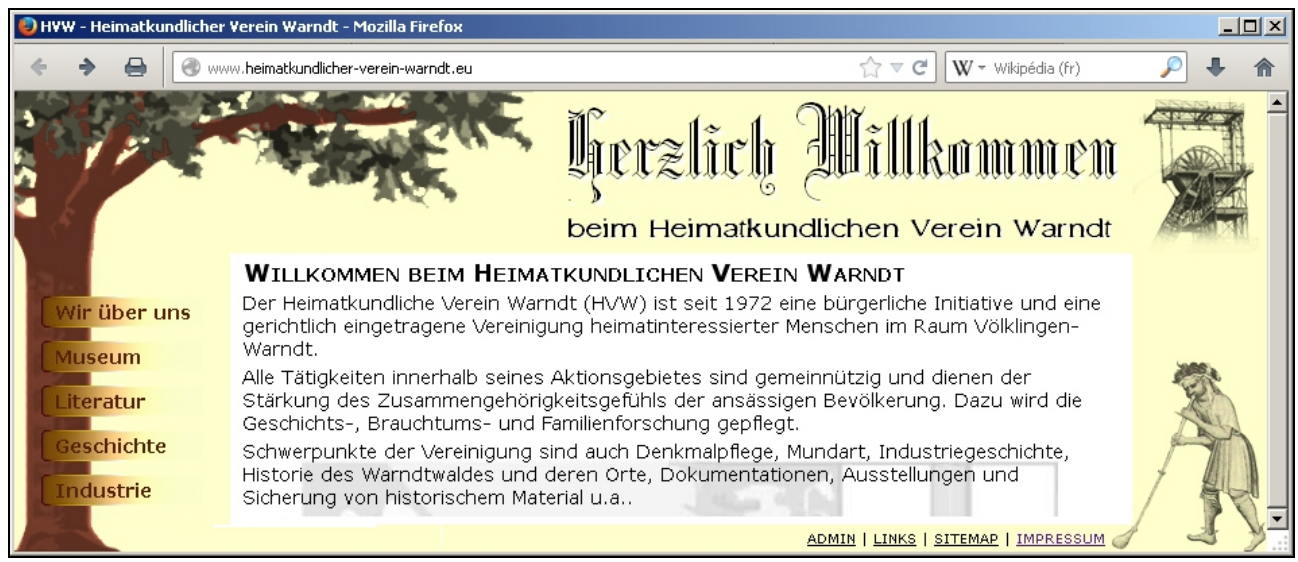 HVW - Heimatkundlicher Verein Warndt - Mozilla Firefox
www.heimatkundlicher-verein-warndt.eu
W Wikipédia (fr)
Herzlich Willkommen
beim Heimatkundlichen Verein Warndt
WILLKOMMEN BEIM HEIMATKUNDLICHEN VEREIN WARNDT
Der Heimatkundliche Verein Warndt (HVW) ist seit 1972 eine bürgerliche Initiative und eine
gerichtlich eingetragene Vereinigung heimatinteressierter Menschen im Raum Völklingen-
Warndt.
Alle Tätigkeiten innerhalb seines Aktionsgebietes sind gemeinnützig und dienen der
Stärkung des Zusammengehörigkeitsgefühls der ansässigen Bevölkerung. Dazu wird die
Geschichts-, Brauchtums- und Familienforschung gepflegt.
Schwerpunkte der Vereinigung sind auch Denkmalpflege, Mundart, Industriegeschichte,
Historie des Warndtwaldes und deren Orte, Dokumentationen, Ausstellungen und
Sicherung von historischem Material u.a..
Wir über uns
Museum
Literatur
Geschichte
Industrie
ADMIN | LINKS | SITEMAP | IMPRESSUM